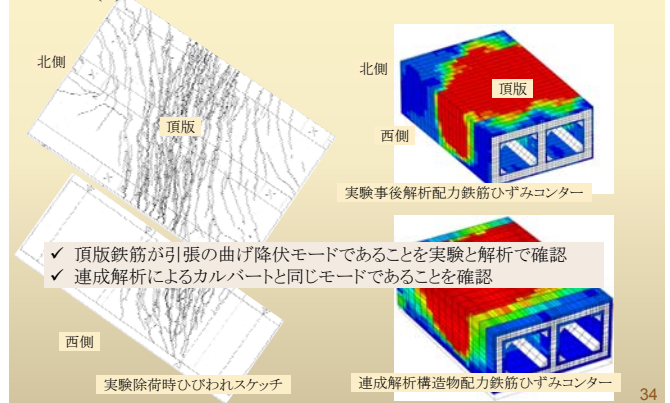 北側
頂版
北側
頂版
西側
実験事後解析配力鉄筋ひずみコンター
✓ 頂版鉄筋が引張の曲げ降伏モードであることを実験と解析で確認
✓ 連成解析によるカルバートと同じモードであることを確認
西側
実験除荷時ひびわれスケッチ
連成解析構造物配力鉄筋ひずみコンター
34